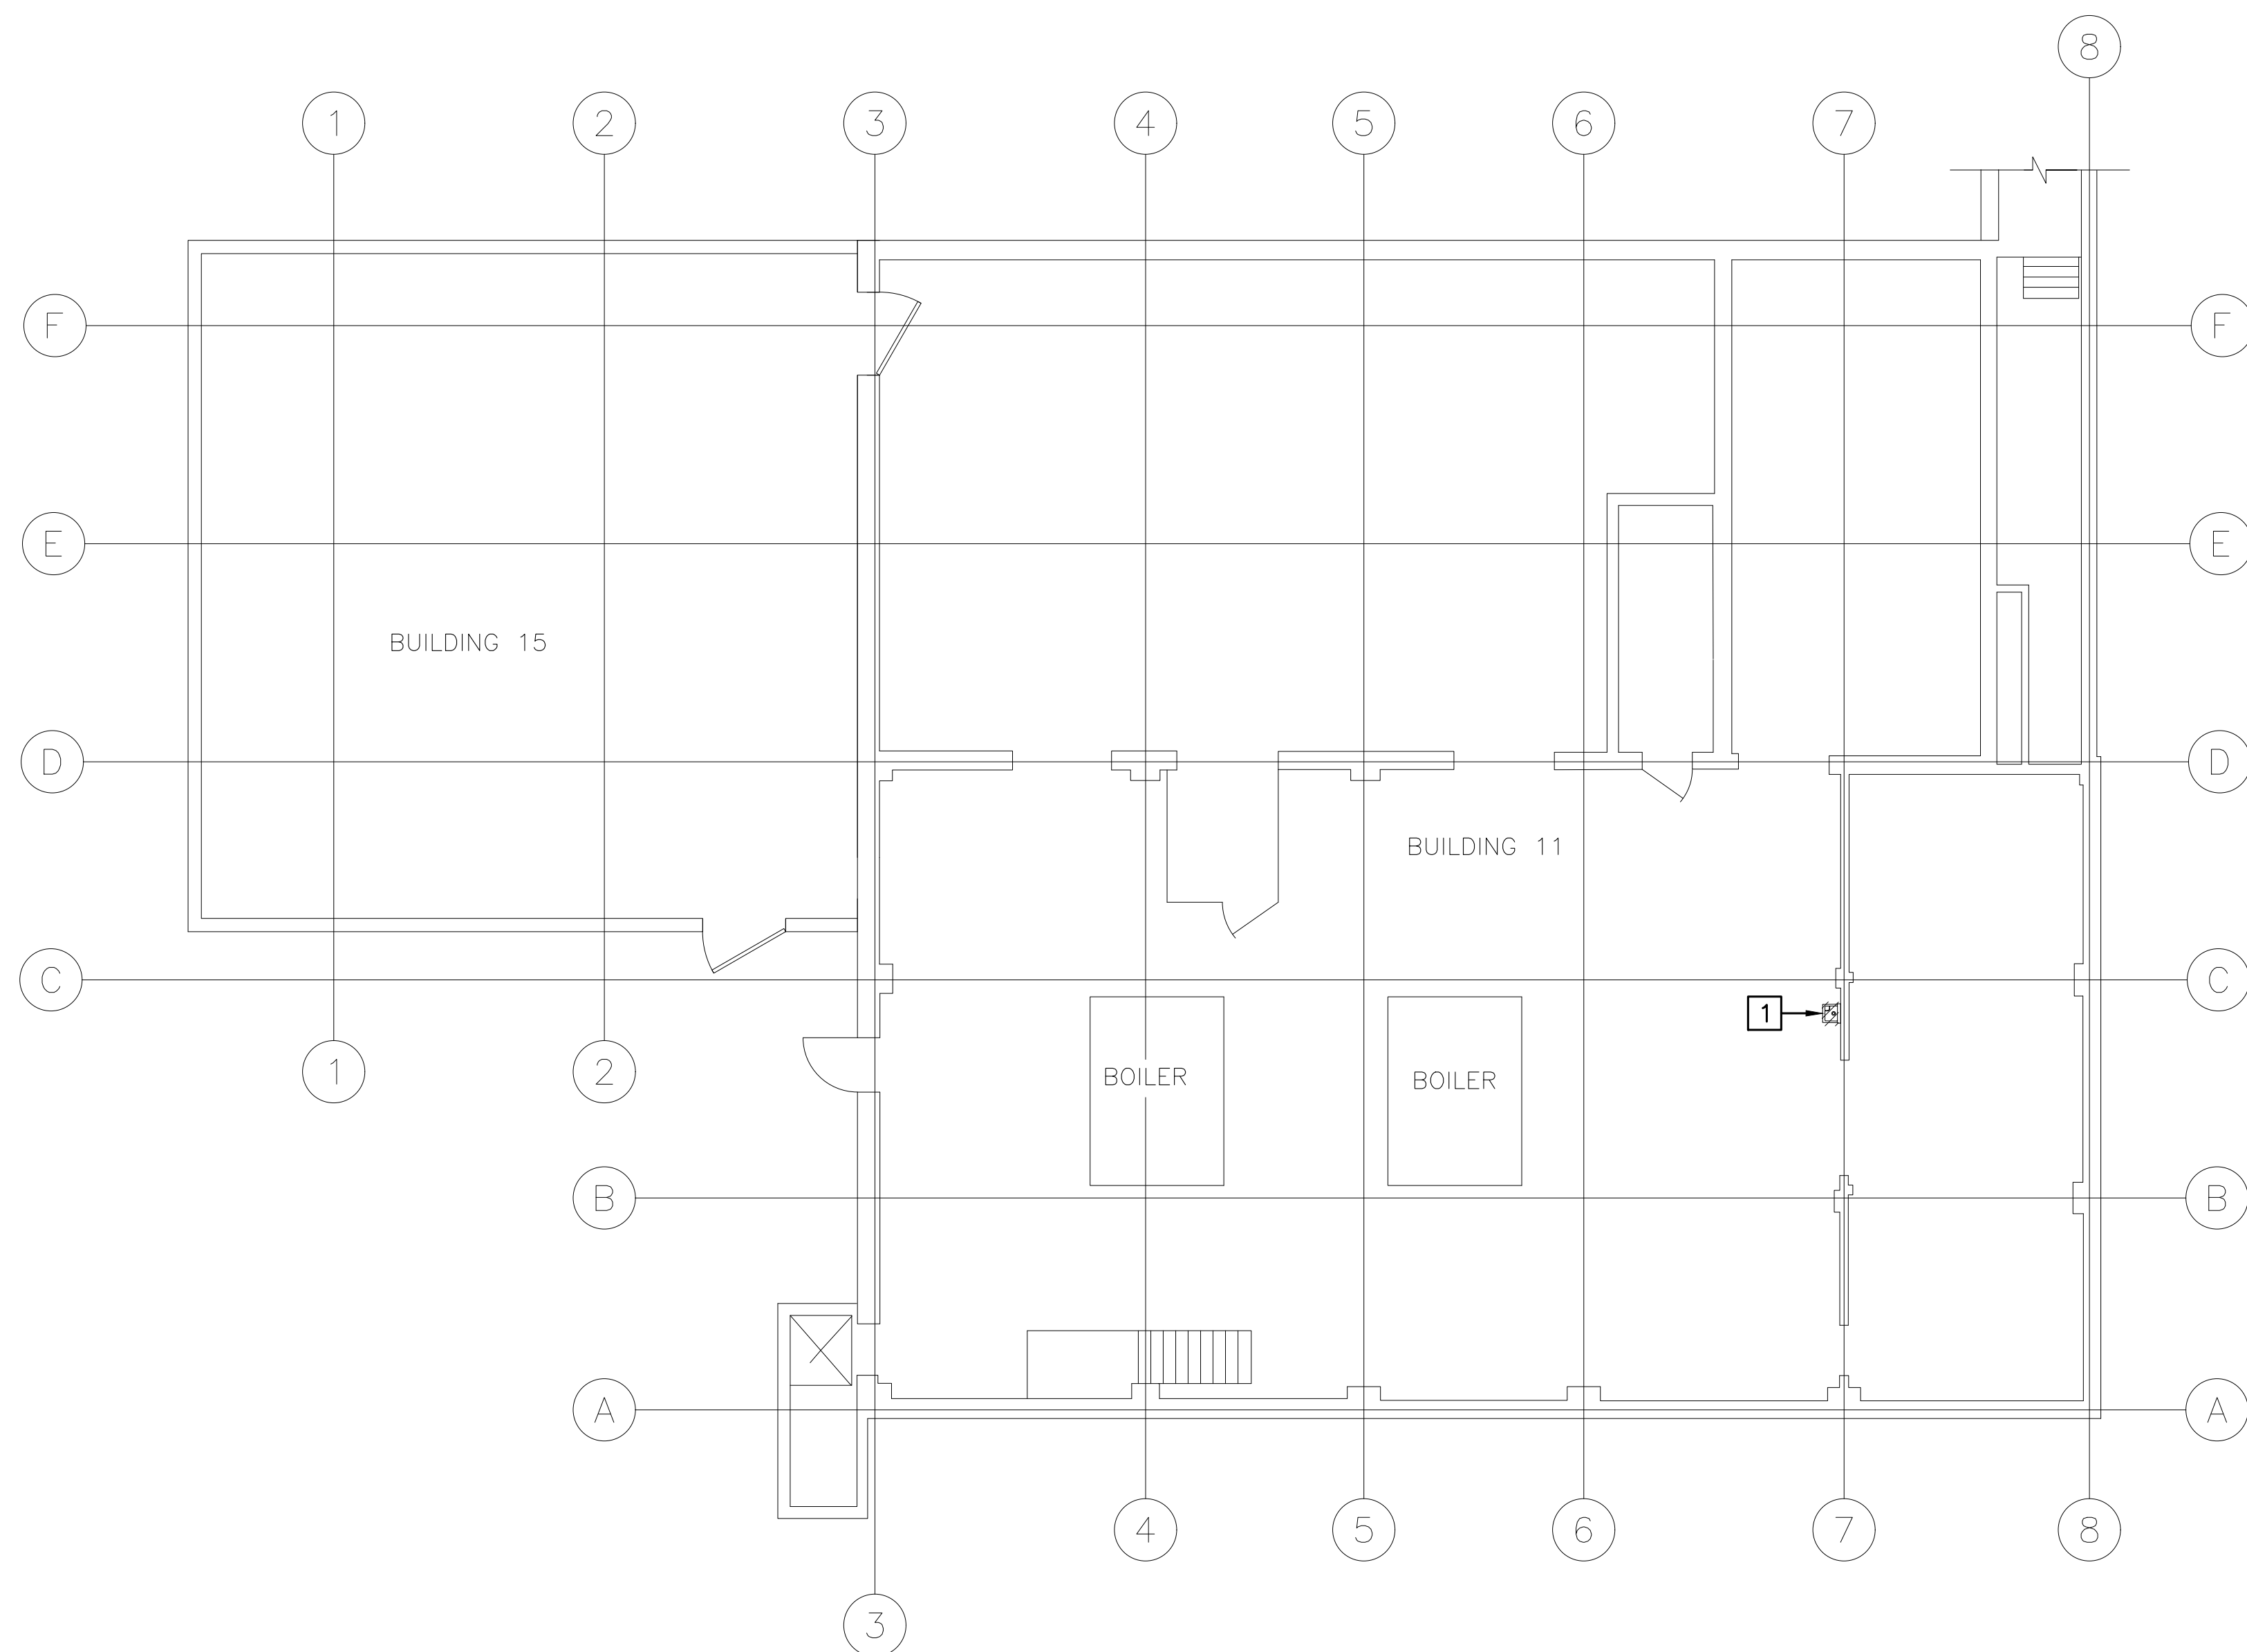 8
1 2 3 4 5 6 7
F F
E E
BUILDING 15
D D
BUILDING 11
C C
1
1 2
BOILER BOILER
B B
A A
4 5 6 7 8
3